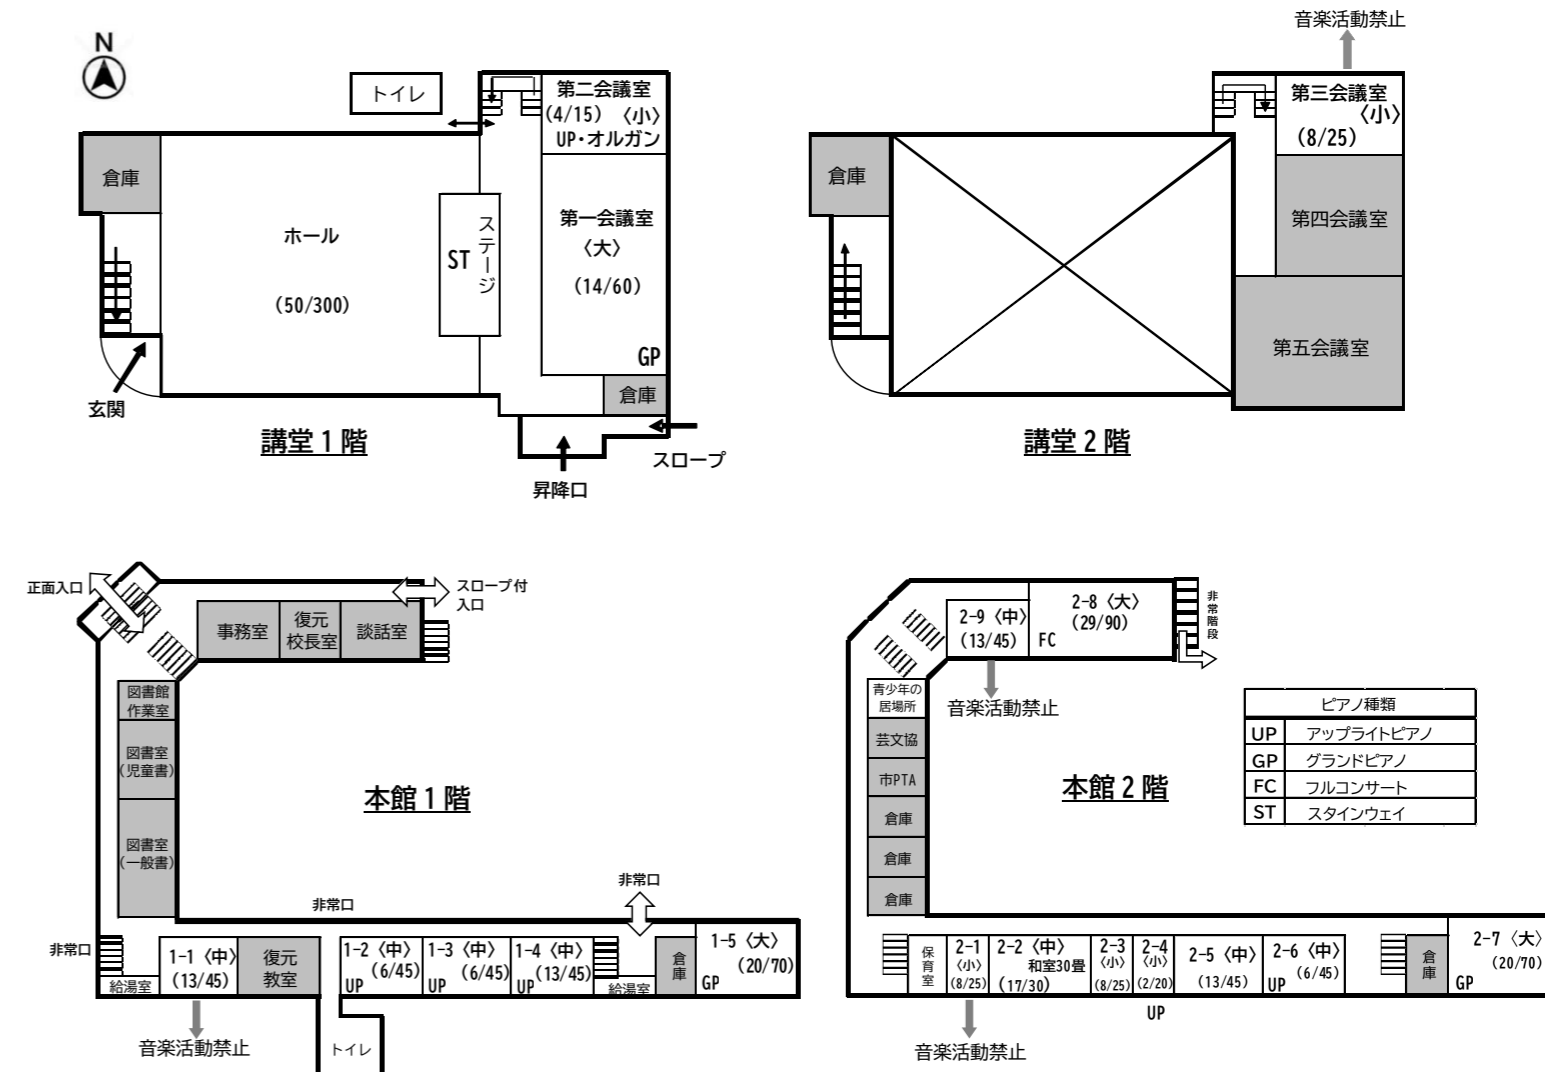 N
トイレ
第二会議室
(4/15) 〈小〉
UP・オルガン
倉庫
ホール
(50/300)
ST
ステージ
第一会議室
〈大〉
(14/60)
GP
倉庫
玄関
講堂１階
昇降口
スロープ
音楽活動禁止
第三会議室
〈小〉
(8/25)
倉庫
第四会議室
第五会議室
講堂２階
正面入口
スロープ付
入口
事務室
復元
校長室
談話室
図書館
作業室
図書室
(児童書)
図書室
(一般書)
本館１階
非常口
非常口
非常口
給湯室
1-1 〈中〉
(13/45)
復元
教室
1-2 〈中〉
(6/45)
UP
1-3 〈中〉
(6/45)
UP
1-4 〈中〉
(13/45)
UP
給湯室
倉庫
1-5 〈大〉
(20/70)
GP
音楽活動禁止
トイレ
2-9 〈中〉
(13/45)
2-8 〈大〉
(29/90)
FC
非常階段
音楽活動禁止
青少年の
居場所
芸文協
市PTA
倉庫
倉庫
倉庫
本館２階
ピアノ種類
UP アップライトピアノ
GP グランドピアノ
FC フルコンサート
ST スタインウェイ
保育室
2-1
〈小〉
(8/25)
2-2 〈中〉
和室30畳
(17/30)
2-3
〈小〉
(8/25)
2-4
〈小〉
(2/20)
UP
2-5 〈中〉
(13/45)
2-6 〈中〉
(6/45)
UP
倉庫
2-7 〈大〉
(20/70)
GP
音楽活動禁止